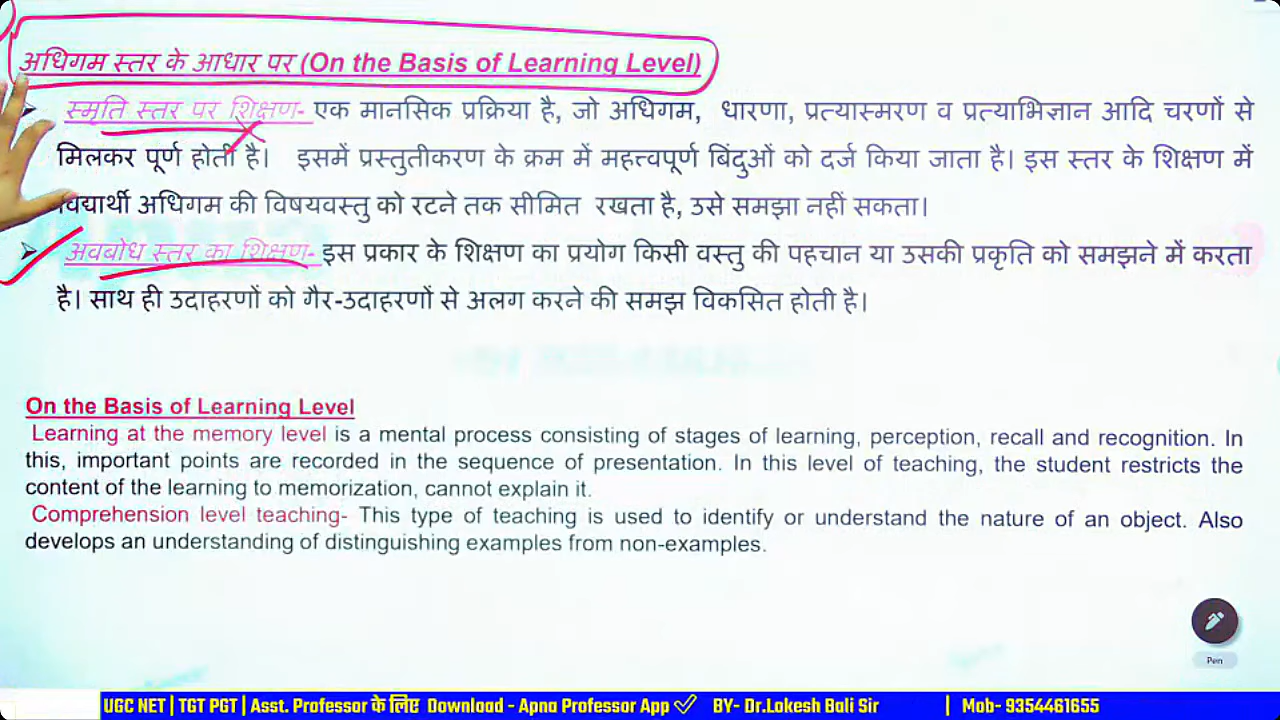 अधिगम स्तर के आधार पर (On the Basis of Learning Level)
स्मृति स्तर पर शिक्षण- एक मानसिक प्रक्रिया है, जो अधिगम, धारणा, प्रत्यास्मरण व प्रत्याभिज्ञान आदि चरणों से
मिलकर पूर्ण होती है। इसमें प्रस्तुतीकरण के क्रम में महत्त्वपूर्ण बिंदुओं को दर्ज किया जाता है। इस स्तर के शिक्षण में
विद्यार्थी अधिगम की विषयवस्तु को रटने तक सीमित रखता है, उसे समझा नहीं सकता।
अवबोध स्तर का शिक्षण- इस प्रकार के शिक्षण का प्रयोग किसी वस्तु की पहचान या उसकी प्रकृति को समझने में करता
है। साथ ही उदाहरणों को गैर-उदाहरणों से अलग करने की समझ विकसित होती है।
On the Basis of Learning Level
Learning at the memory level is a mental process consisting of stages of learning, perception, recall and recognition. In
this, important points are recorded in the sequence of presentation. In this level of teaching, the student restricts the
content of the learning to memorization, cannot explain it.
Comprehension level teaching- This type of teaching is used to identify or understand the nature of an object. Also
develops an understanding of distinguishing examples from non-examples.
Pen
UGC NET | TGT PGT | Asst. Professor के लिए Download - Apna Professor App ✓ BY- Dr.Lokesh Bali Sir | Mob- 9354461655